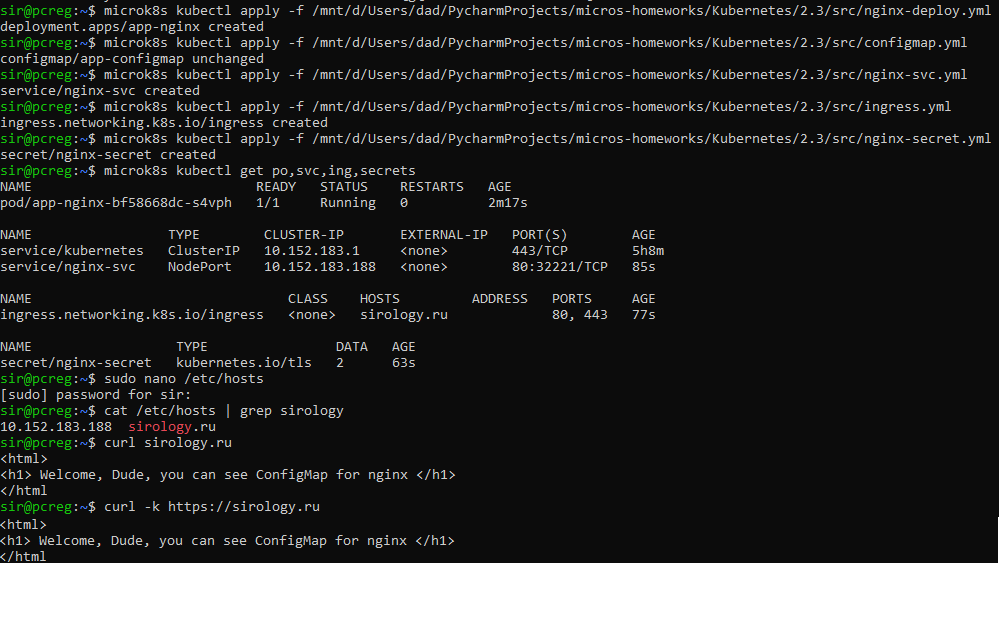 sir@pcreg:~$ microk8s kubectl apply -f /mnt/d/Users/dad/PycharmProjects/micros-homeworks/Kubernetes/2.3/src/nginx-deploy.yml
deployment.apps/app-nginx created
sir@pcreg:~$ microk8s kubectl apply -f /mnt/d/Users/dad/PycharmProjects/micros-homeworks/Kubernetes/2.3/src/configmap.yml
configmap/app-configmap unchanged
sir@pcreg:~$ microk8s kubectl apply -f /mnt/d/Users/dad/PycharmProjects/micros-homeworks/Kubernetes/2.3/src/nginx-svc.yml
service/nginx-svc created
sir@pcreg:~$ microk8s kubectl apply -f /mnt/d/Users/dad/PycharmProjects/micros-homeworks/Kubernetes/2.3/src/ingress.yml
ingress.networking.k8s.io/ingress created
sir@pcreg:~$ microk8s kubectl apply -f /mnt/d/Users/dad/PycharmProjects/micros-homeworks/Kubernetes/2.3/src/nginx-secret.yml
secret/nginx-secret created
sir@pcreg:~$ microk8s kubectl get po,svc,ing,secrets
NAME                            READY   STATUS    RESTARTS   AGE
pod/app-nginx-bf58668dc-s4vph   1/1     Running   0          2m17s

NAME                 TYPE        CLUSTER-IP       EXTERNAL-IP   PORT(S)        AGE
service/kubernetes   ClusterIP   10.152.183.1     <none>        443/TCP        5h8m
service/nginx-svc    NodePort    10.152.183.188   <none>        80:32221/TCP   85s

NAME                                CLASS    HOSTS         ADDRESS   PORTS     AGE
ingress.networking.k8s.io/ingress   <none>   sirology.ru             80, 443   77s

NAME                  TYPE                DATA   AGE
secret/nginx-secret   kubernetes.io/tls   2      63s
sir@pcreg:~$ sudo nano /etc/hosts
[sudo] password for sir:
sir@pcreg:~$ cat /etc/hosts | grep sirology
10.152.183.188  sirology.ru
sir@pcreg:~$ curl sirology.ru
<html>
<h1> Welcome, Dude, you can see ConfigMap for nginx </h1>
</html
sir@pcreg:~$ curl -k https://sirology.ru
<html>
<h1> Welcome, Dude, you can see ConfigMap for nginx </h1>
</html